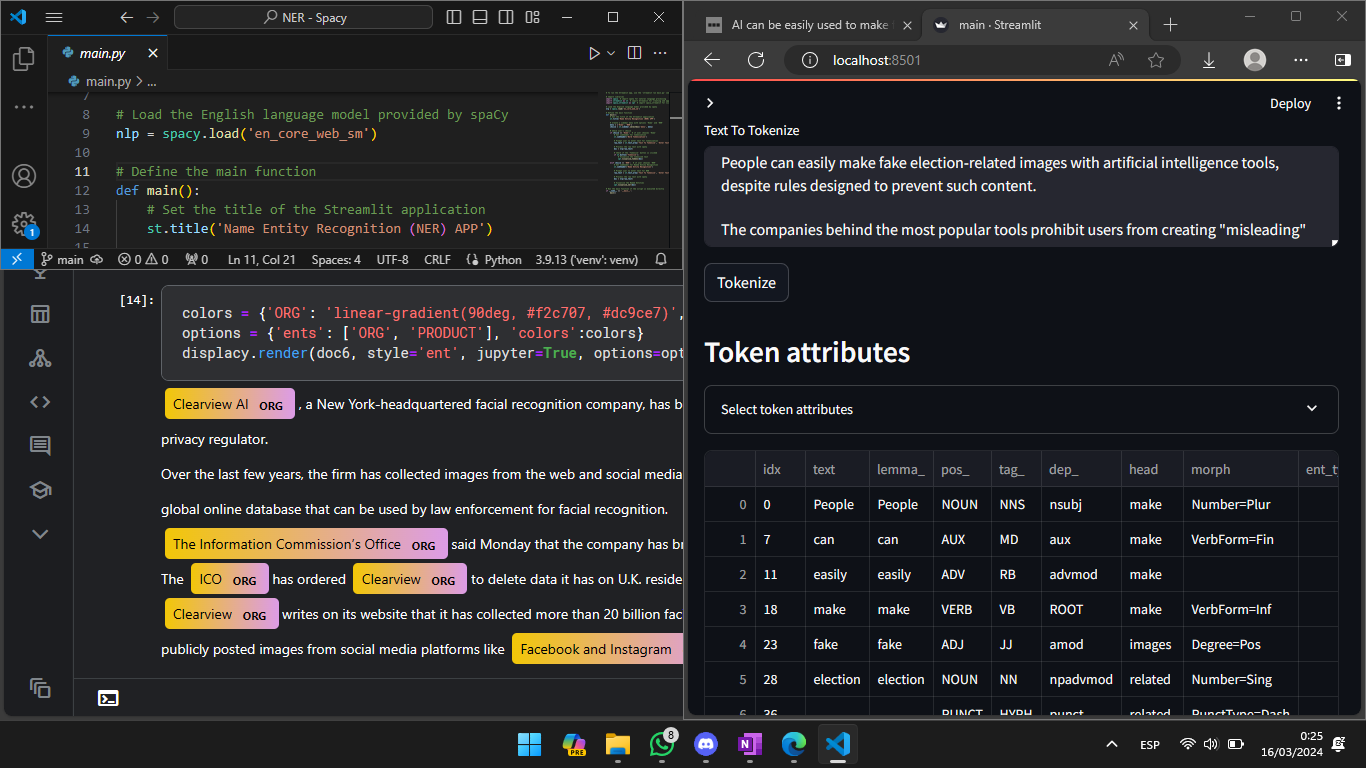 NER - Spacy
main.py
main.py > ...
7
8 # Load the English language model provided by spaCy
9 nlp = spacy.load('en_core_web_sm')
10
11 # Define the main function
12 def main():
13 # Set the title of the Streamlit application
14 st.title('Name Entity Recognition (NER) APP')
15
main 0 0 0 Ln 11, Col 21 Spaces: 4 UTF-8 CRLF Python 3.9.13 ('venv': venv)
1
[14]:
colors = {'ORG': 'linear-gradient(90deg, #f2c707, #dc9ce7)',
options = {'ents': ['ORG', 'PRODUCT'], 'colors':colors}
displacy.render(doc6, style='ent', jupyter=True, options=opt
Clearview AI ORG , a New York-headquartered facial recognition company, has b
privacy regulator.
Over the last few years, the firm has collected images from the web and social media
global online database that can be used by law enforcement for facial recognition.
The Information Commission's Office ORG said Monday that the company has br
The ICO ORG has ordered Clearview ORG to delete data it has on U.K. reside
Clearview ORG writes on its website that it has collected more than 20 billion fac
publicly posted images from social media platforms like Facebook and Instagram
AI can be easily used to make
main · Streamlit
localhost:8501
Deploy
Text To Tokenize
People can easily make fake election-related images with artificial intelligence tools,
despite rules designed to prevent such content.
The companies behind the most popular tools prohibit users from creating "misleading"
Tokenize
Token attributes
Select token attributes
idx text lemma_ pos_ tag_ dep_ head morph ent_ty
0 0 People People NOUN NNS nsubj make Number=Plur
1 7 can can AUX MD aux make VerbForm=Fin
2 11 easily easily ADV RB advmod make
3 18 make make VERB VB ROOT make VerbForm=Inf
4 23 fake fake ADJ JJ amod images Degree=Pos
5 28 election election NOUN NN npadvmod related Number=Sing
6 36 - - PUNCT HYPH punct related PunctType=Dash
PRE
8
ESP
0:25
16/03/2024